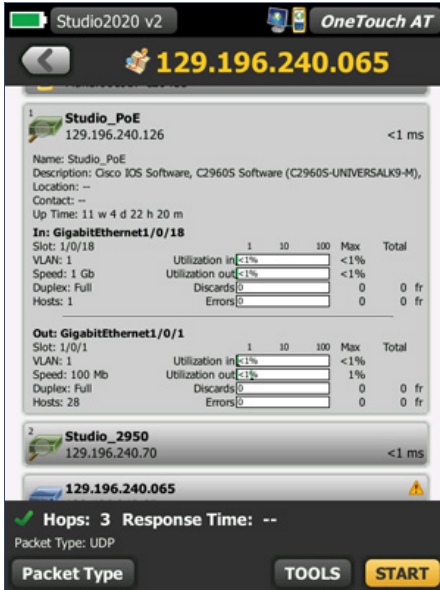 Studio2020 v2
OneTouch AT
129.196.240.065
1
Studio_PoE
129.196.240.126 <1 ms
Name: Studio_PoE
Description: Cisco IOS Software, C2960S Software (C2960S-UNIVERSALK9-M),
Location: --
Contact: --
Up Time: 11 w 4 d 22 h 20 m
In: GigabitEthernet1/0/18
Slot: 1/0/18 1 10 100 Max Total
VLAN: 1 Utilization in <1% <1%
Speed: 1 Gb Utilization out <1% <1%
Duplex: Full Discards 0 0 0 fr
Hosts: 1 Errors 0 0 0 fr
Out: GigabitEthernet1/0/1
Slot: 1/0/1 1 10 100 Max Total
VLAN: 1 Utilization in <1% <1%
Speed: 100 Mb Utilization out <1% 1%
Duplex: Full Discards 0 0 0 fr
Hosts: 28 Errors 0 0 0 fr
2
Studio_2950
129.196.240.70 <1 ms
129.196.240.065
Hops: 3 Response Time: --
Packet Type: UDP
Packet Type TOOLS START